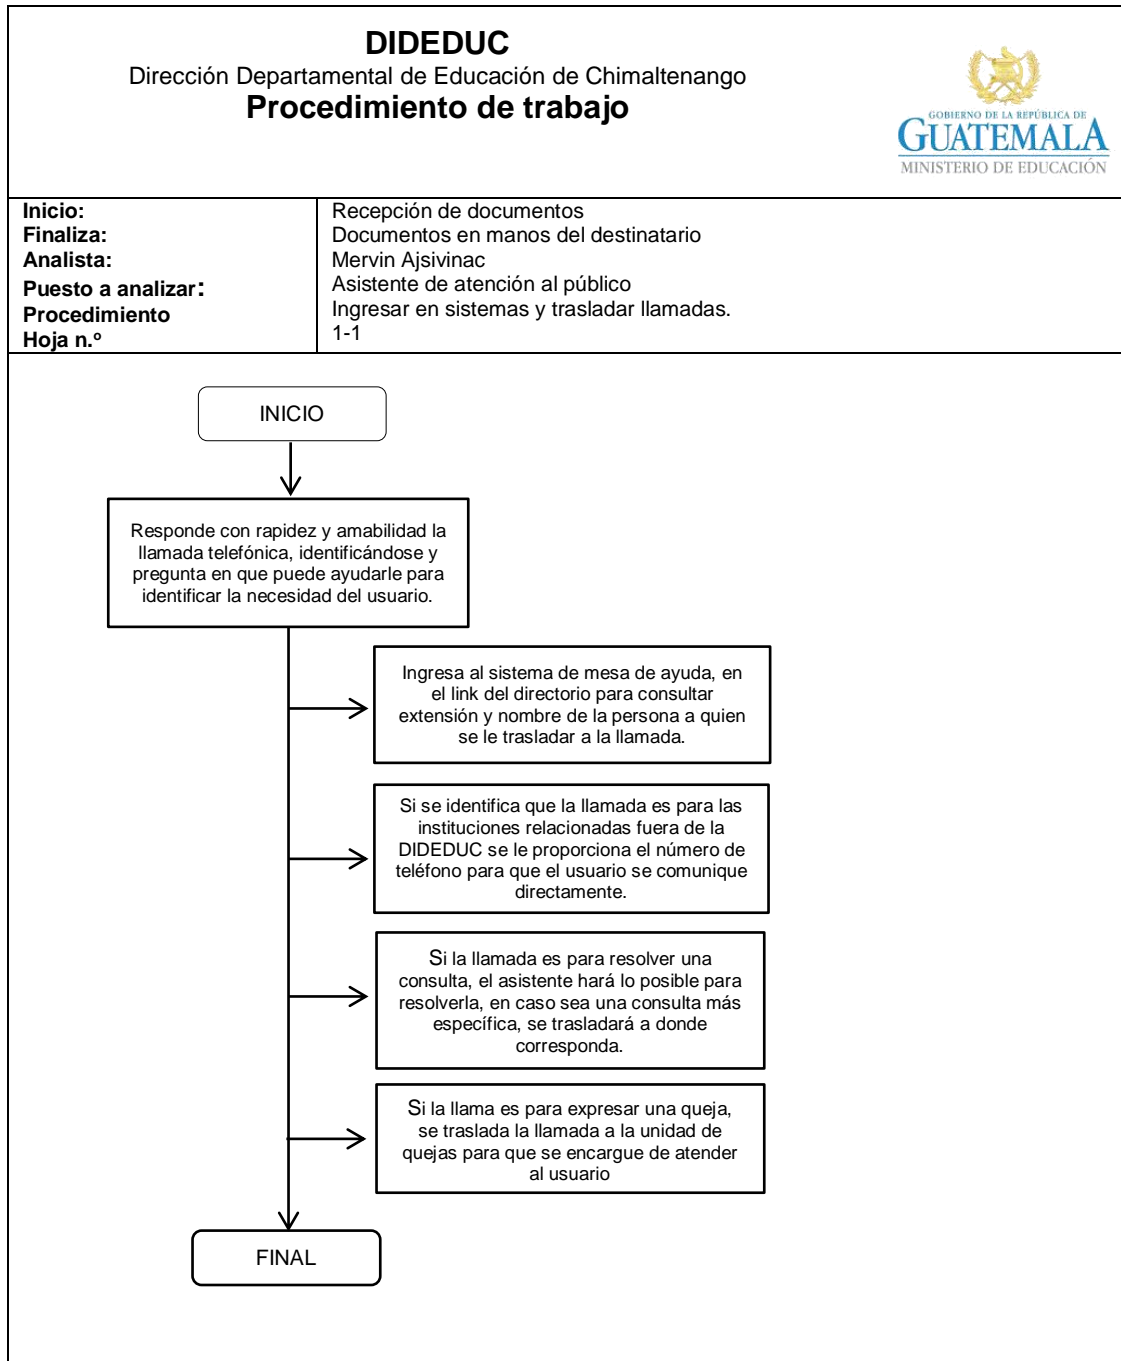 DIDEDUC
Dirección Departamental de Educación de Chimaltenango
Procedimiento de trabajo
GOBIERNO DE LA REPÚBLICA DE
GUATEMALA
MINISTERIO DE EDUCACIÓN
Inicio: Recepción de documentos
Finaliza: Documentos en manos del destinatario
Analista: Mervin Ajsivinac
Puesto a analizar: Asistente de atención al público
Procedimiento Ingresar en sistemas y trasladar llamadas.
Hoja n.º 1-1
INICIO
Responde con rapidez y amabilidad la
llamada telefónica, identificándose y
pregunta en que puede ayudarle para
identificar la necesidad del usuario.
Ingresa al sistema de mesa de ayuda, en
el link del directorio para consultar
extensión y nombre de la persona a quien
se le trasladar a la llamada.
Si se identifica que la llamada es para las
instituciones relacionadas fuera de la
DIDEDUC se le proporciona el número de
teléfono para que el usuario se comunique
directamente.
Si la llamada es para resolver una
consulta, el asistente hará lo posible para
resolverla, en caso sea una consulta más
específica, se trasladará a donde
corresponda.
Si la llama es para expresar una queja,
se traslada la llamada a la unidad de
quejas para que se encargue de atender
al usuario
FINAL